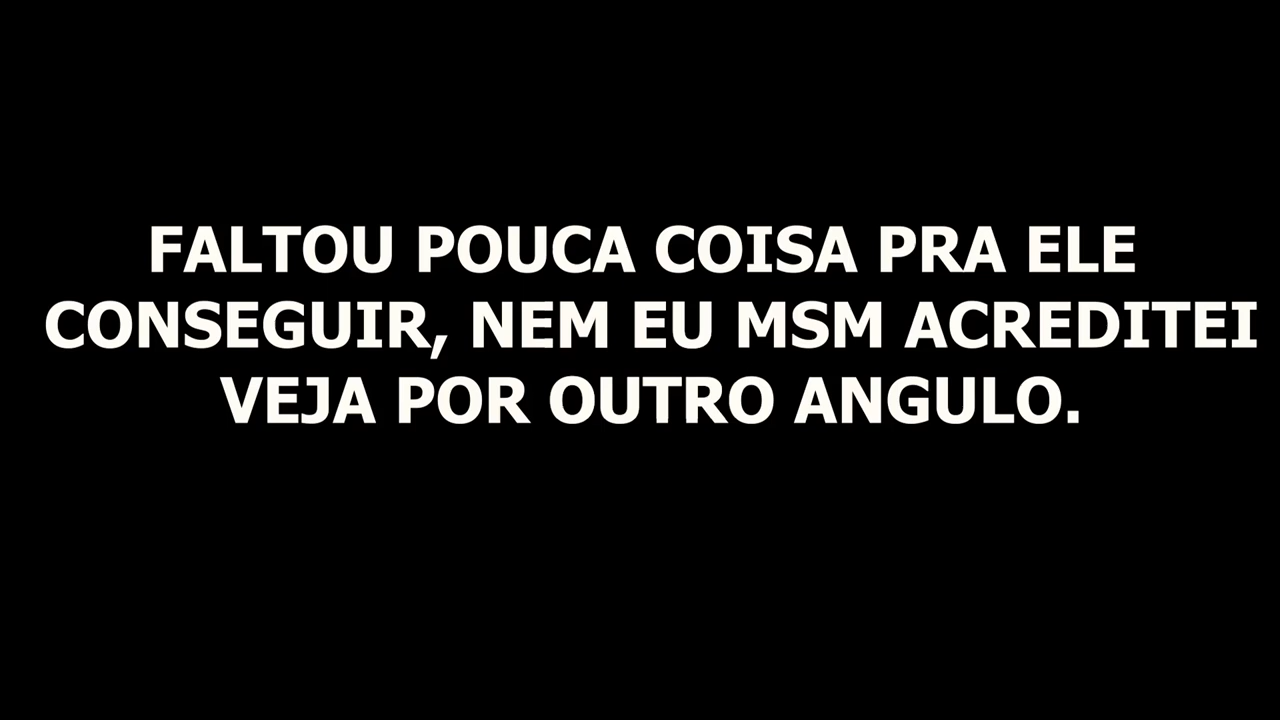 FALTOU POUCA COISA PRA ELE
CONSEGUIR, NEM EU MSM ACREDITEI
VEJA POR OUTRO ANGULO.